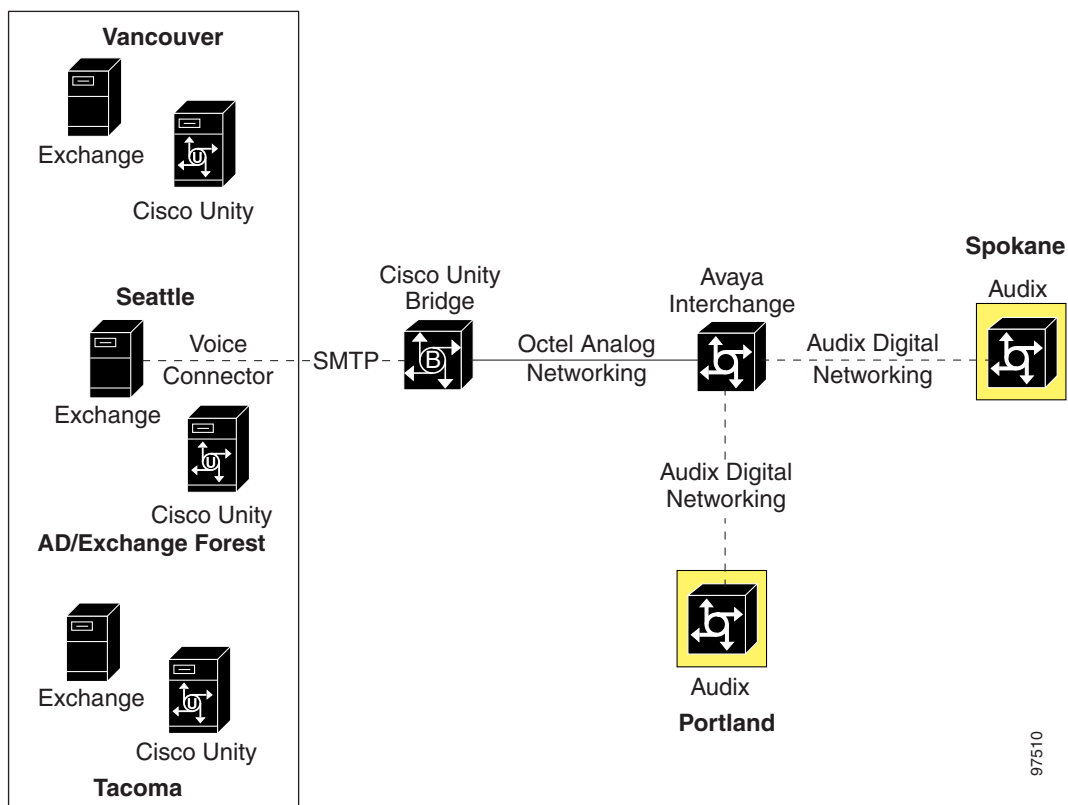 Vancouver
Exchange
Cisco Unity
Seattle
Exchange
Voice
Connector
SMTP
Cisco Unity
AD/Exchange Forest
Exchange
Cisco Unity
Tacoma
Cisco Unity
Bridge
B
Octel Analog
Networking
Avaya
Interchange
Audix Digital
Networking
Spokane
Audix
Audix Digital
Networking
Audix
Portland
97510
U
U
U